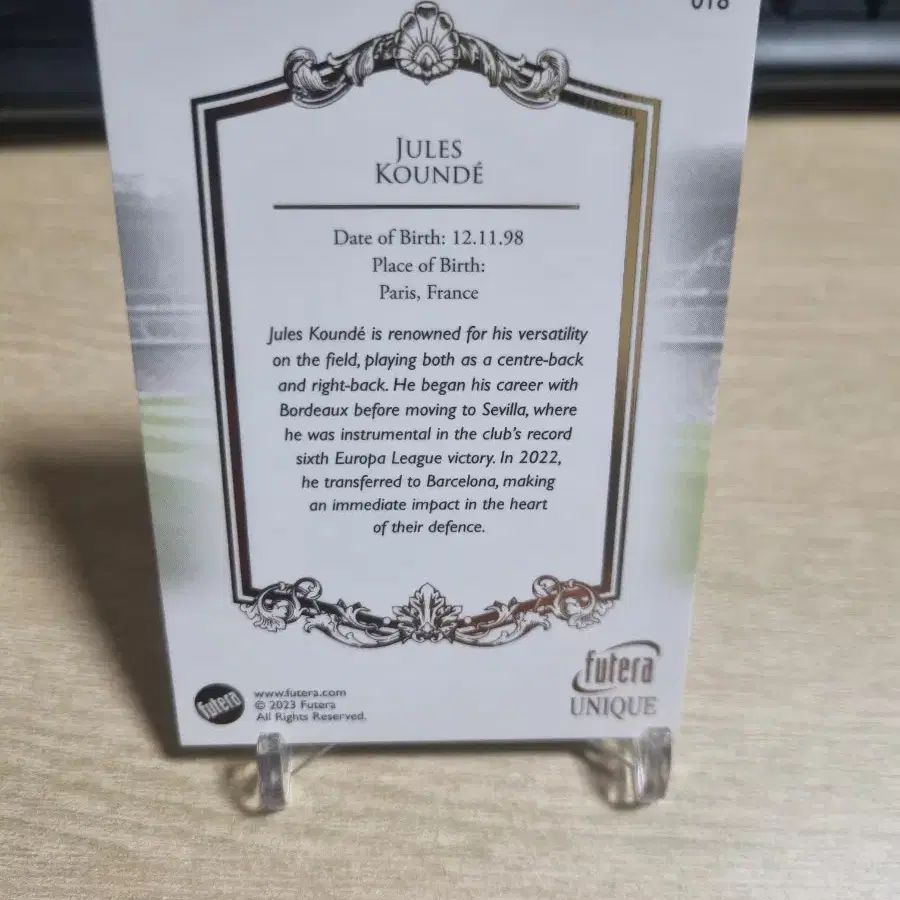 018
JULES
KOUNDÉ
Date of Birth: 12.11.98
Place of Birth:
Paris, France
Jules Koundé is renowned for his versatility
on the field, playing both as a centre-back
and right-back. He began his career with
Bordeaux before moving to Sevilla, where
he was instrumental in the club's record
sixth Europa League victory. In 2022,
he transferred to Barcelona, making
an immediate impact in the heart
of their defence.
futera
UNIQUE
futera
www.futera.com
© 2023 Futera
All Rights Reserved.